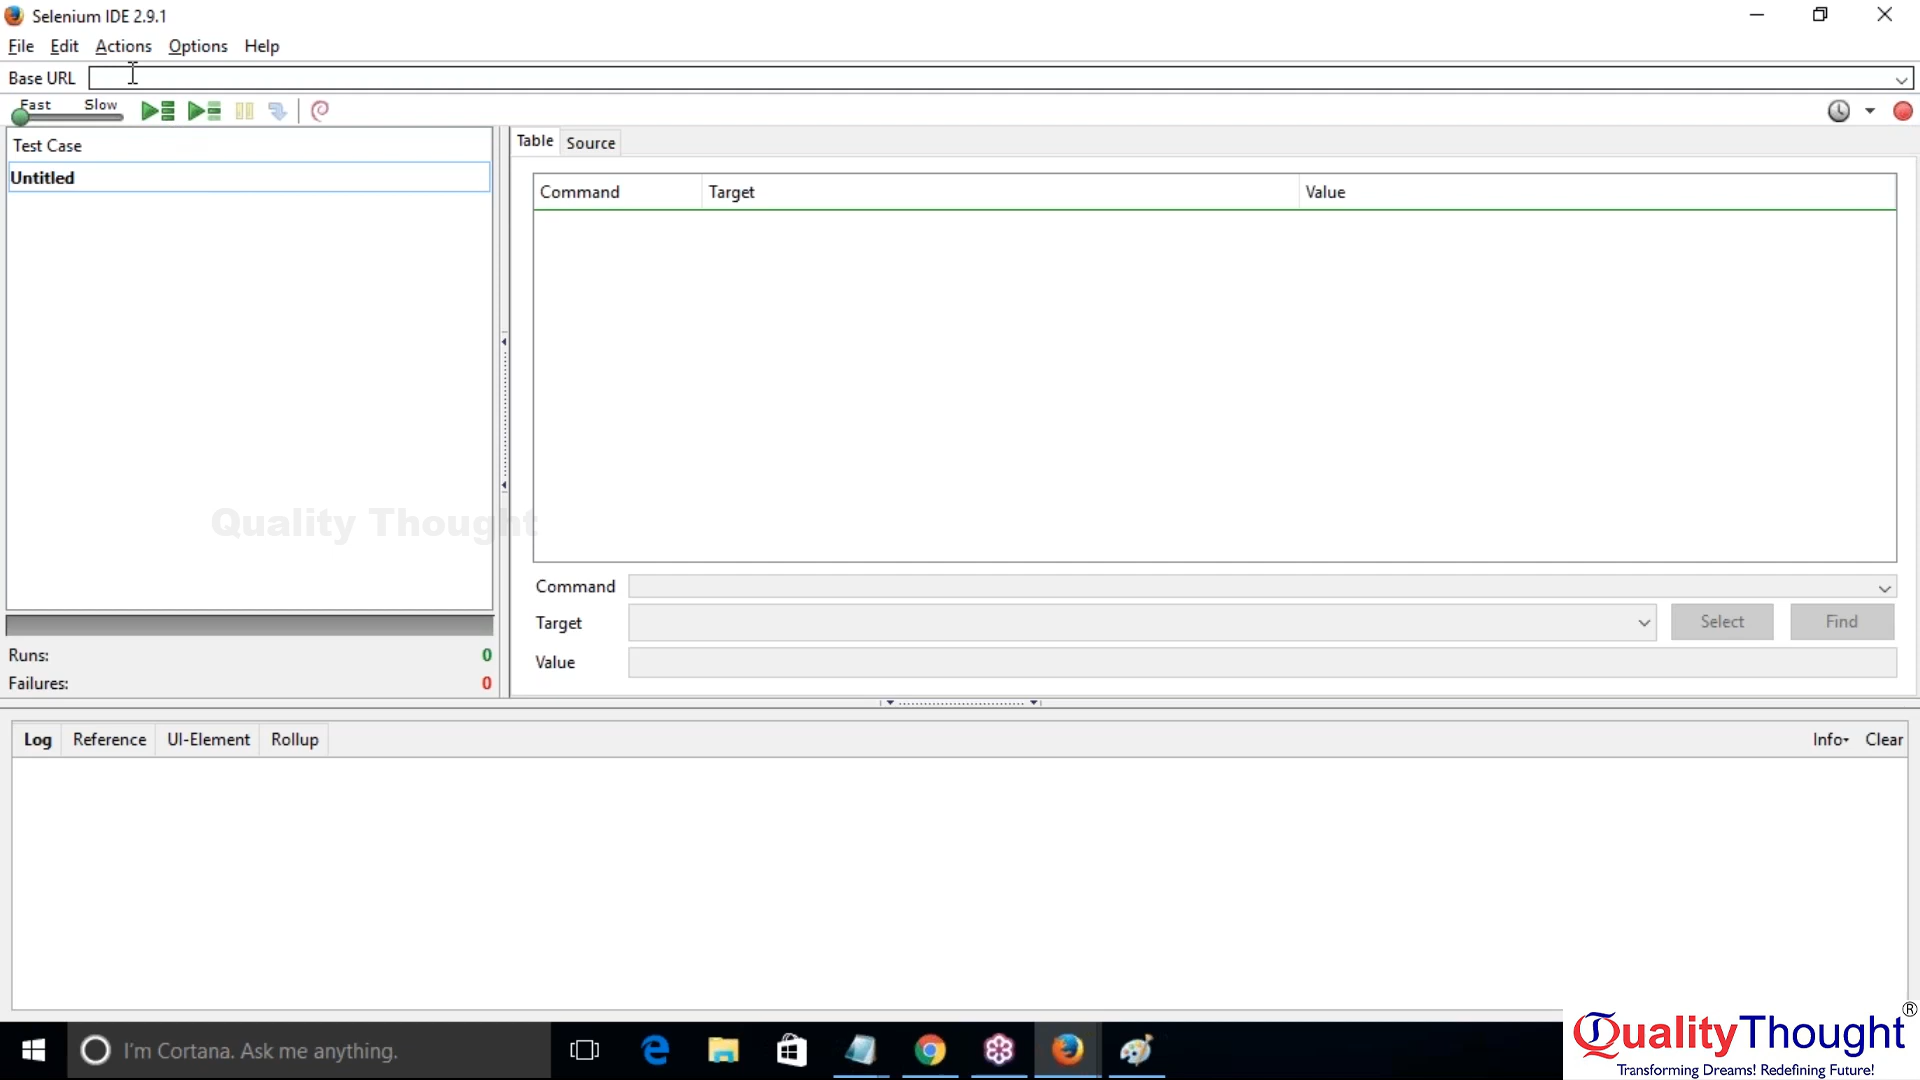 Selenium IDE 2.9.1
File Edit Actions Options Help
Base URL
Fast Slow
Test Case
Untitled
Table Source
Command Target Value
Quality Thought
Command
Target Select Find
Value
Runs: 0
Failures: 0
Log Reference UI-Element Rollup Info Clear
I'm Cortana. Ask me anything.
QualityThought®
Transforming Dreams! Redefining Future!